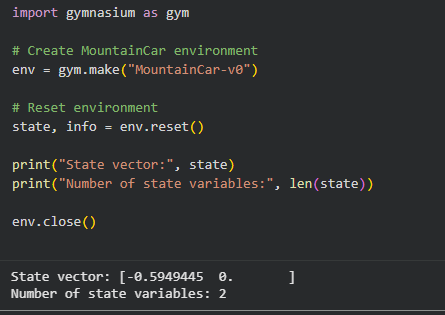 import gymnasium as gym
# Create MountainCar environment
env = gym.make("MountainCar-v0")
# Reset environment
state, info = env.reset()
print("State vector:", state)
print("Number of state variables:", len(state))
env.close()
State vector: [-0.5949445  0.        ]
Number of state variables: 2